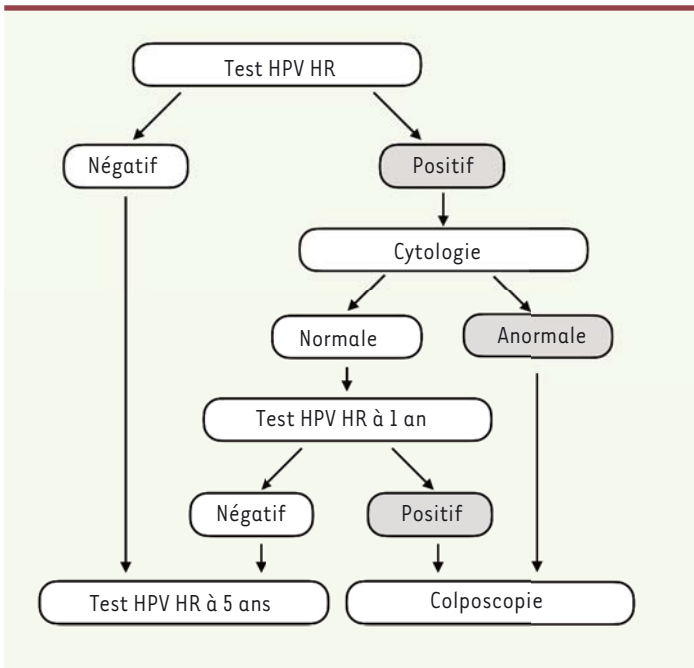 Test HPV HR
Négatif
Positif
Cytologie
Normale
Anormale
Test HPV HR à 1 an
Négatif
Positif
Test HPV HR à 5 ans
Colposcopie